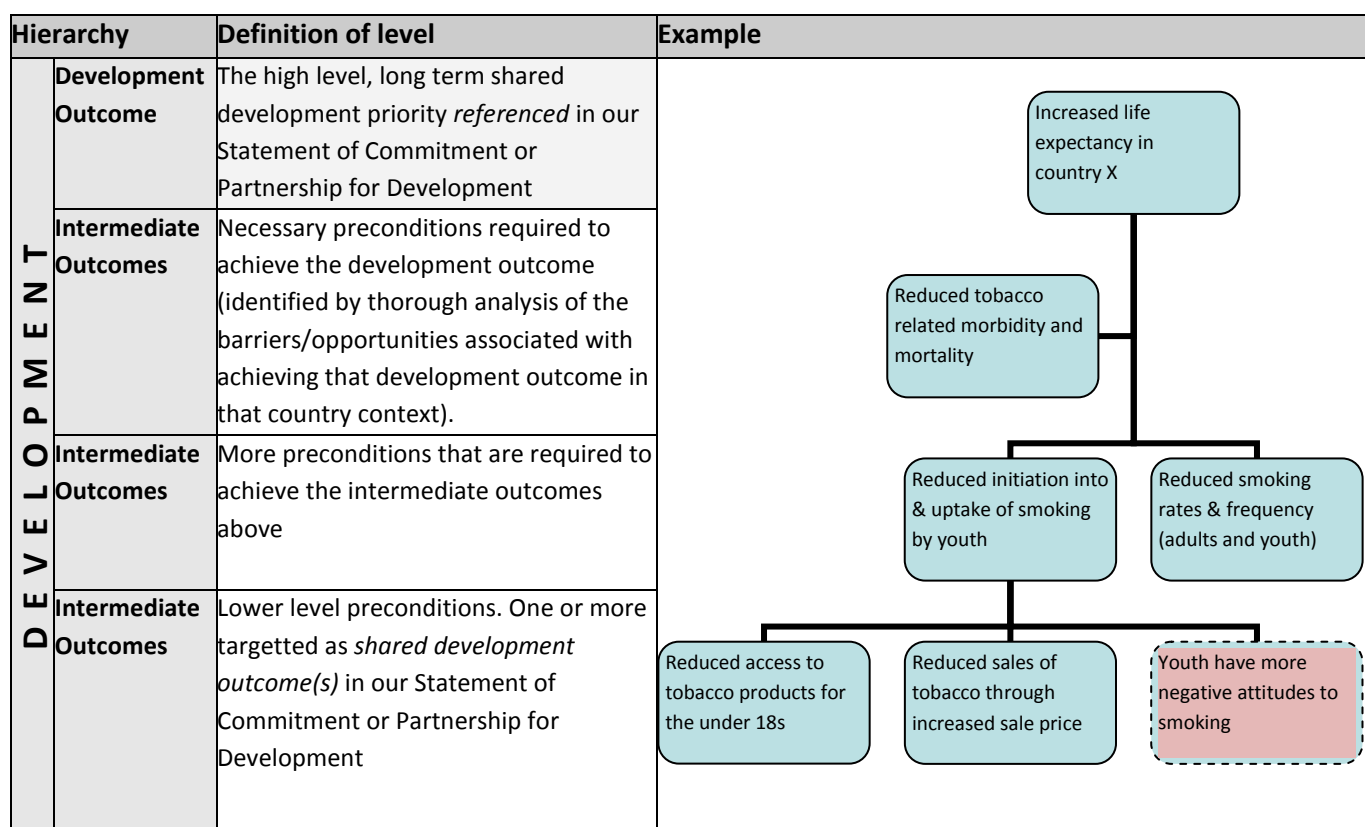 Hierarchy
Definition of level
Example
DEVELOPMENT
Development
Outcome
The high level, long term shared
development priority referenced in our
Statement of Commitment or
Partnership for Development
Increased life
expectancy in
country X
Intermediate
Outcomes
Necessary preconditions required to
achieve the development outcome
(identified by thorough analysis of the
barriers/opportunities associated with
achieving that development outcome in
that country context).
Reduced tobacco
related morbidity and
mortality
Intermediate
Outcomes
More preconditions that are required to
achieve the intermediate outcomes
above
Reduced initiation into
& uptake of smoking
by youth
Reduced smoking
rates & frequency
(adults and youth)
Intermediate
Outcomes
Lower level preconditions. One or more
targetted as shared development
outcome(s) in our Statement of
Commitment or Partnership for
Development
Reduced access to
tobacco products for
the under 18s
Reduced sales of
tobacco through
increased sale price
Youth have more
negative attitudes to
smoking